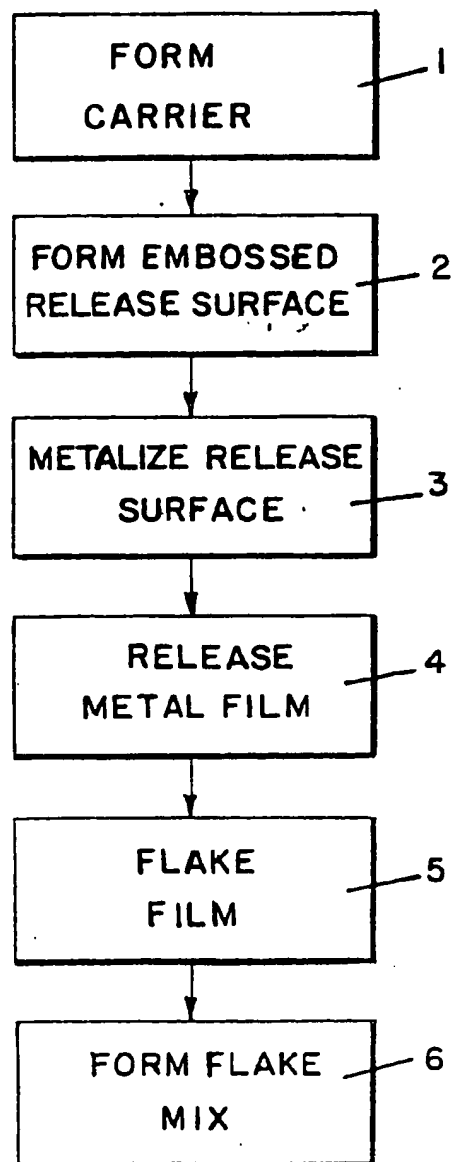 FORM
CARRIER
1
FORM EMBOSSED
RELEASE SURFACE
2
METALIZE RELEASE
SURFACE
3
RELEASE
METAL FILM
4
FLAKE
FILM
5
FORM FLAKE
MIX
6